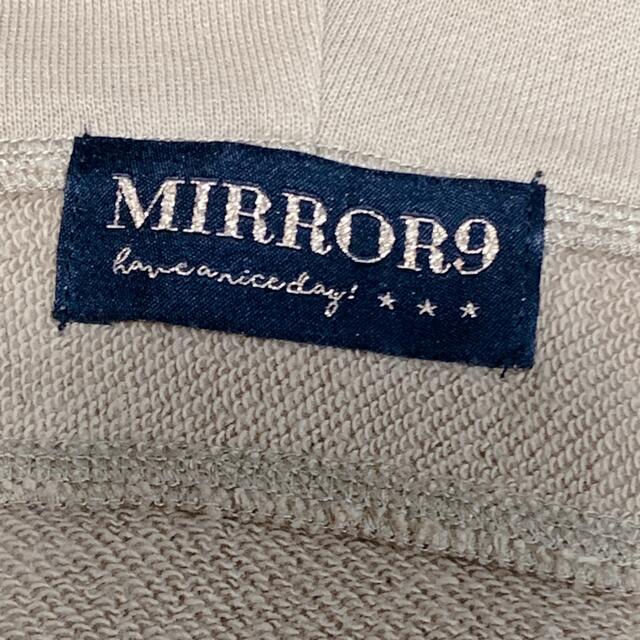 MIRROR9
have a nice day! ★ ★ ★